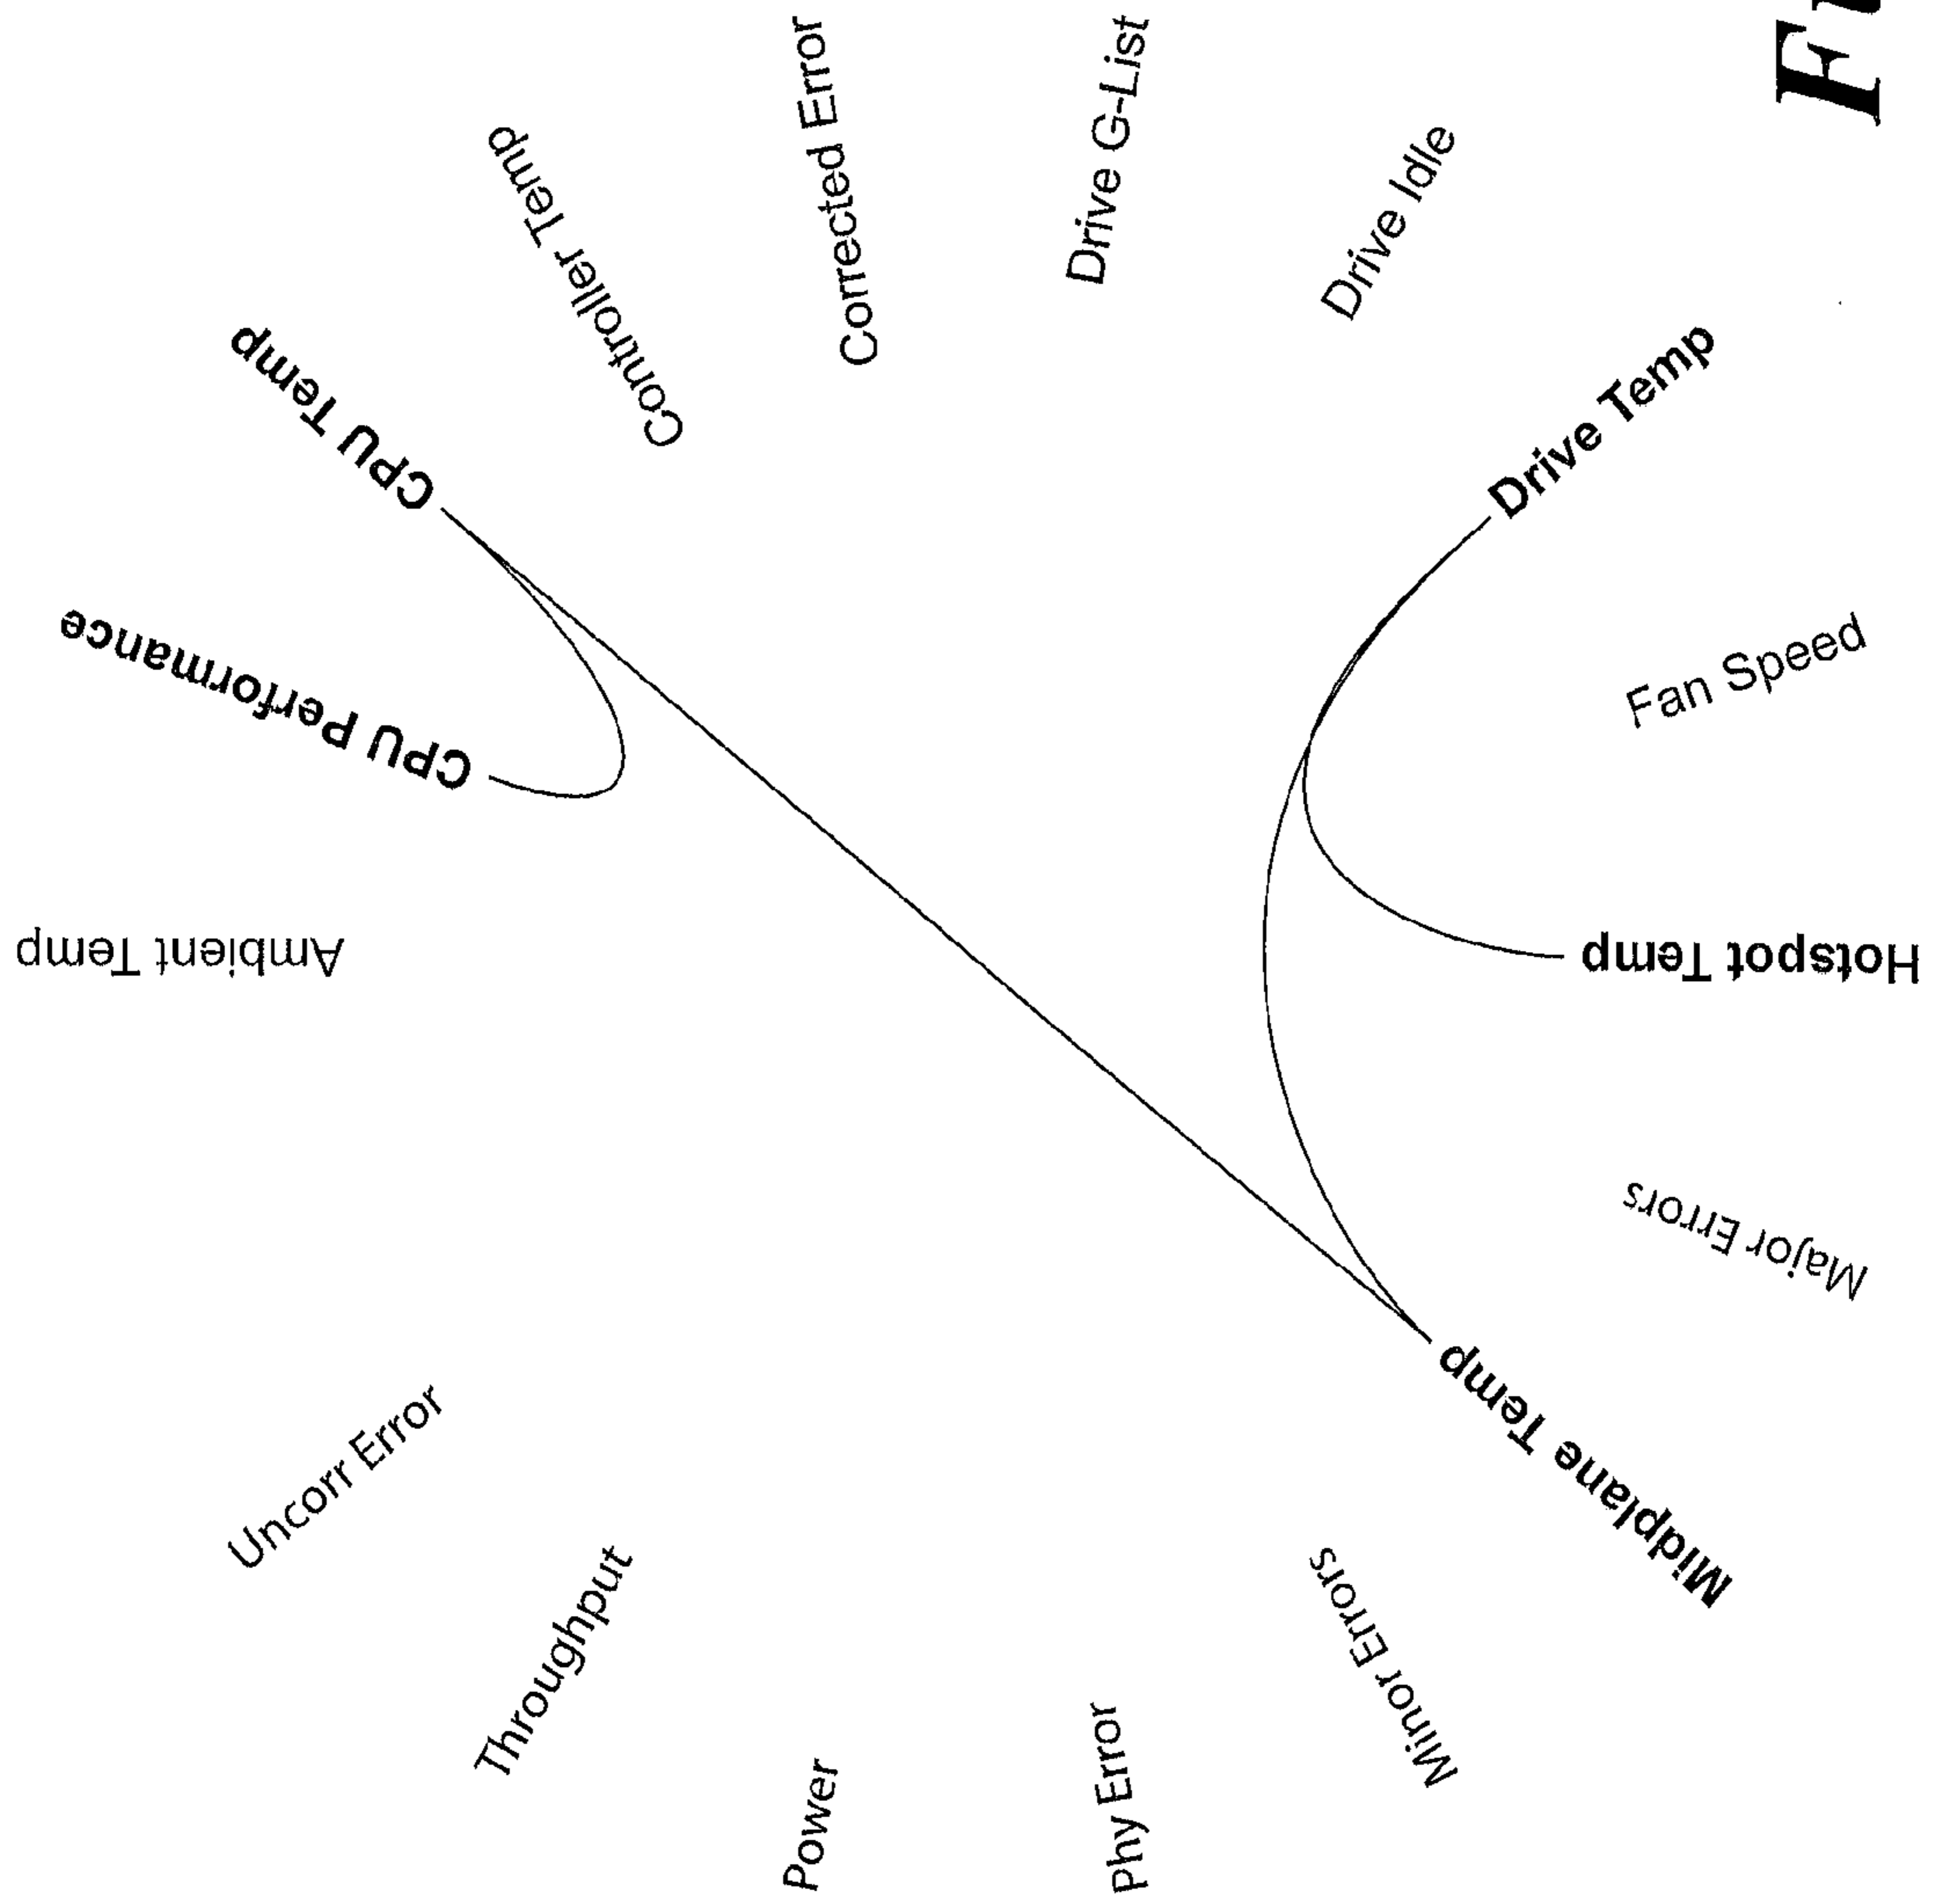 Corrected Error
Drive G-List
Drive Idle
Controller Temp
CPU Temp
Drive Temp
CPU Performance
Fan Speed
Ambient Temp
Hotspot Temp
Major Errors
Midplane Temp
Uncorr Error
Throughput
Minor Errors
Power
Phy Error